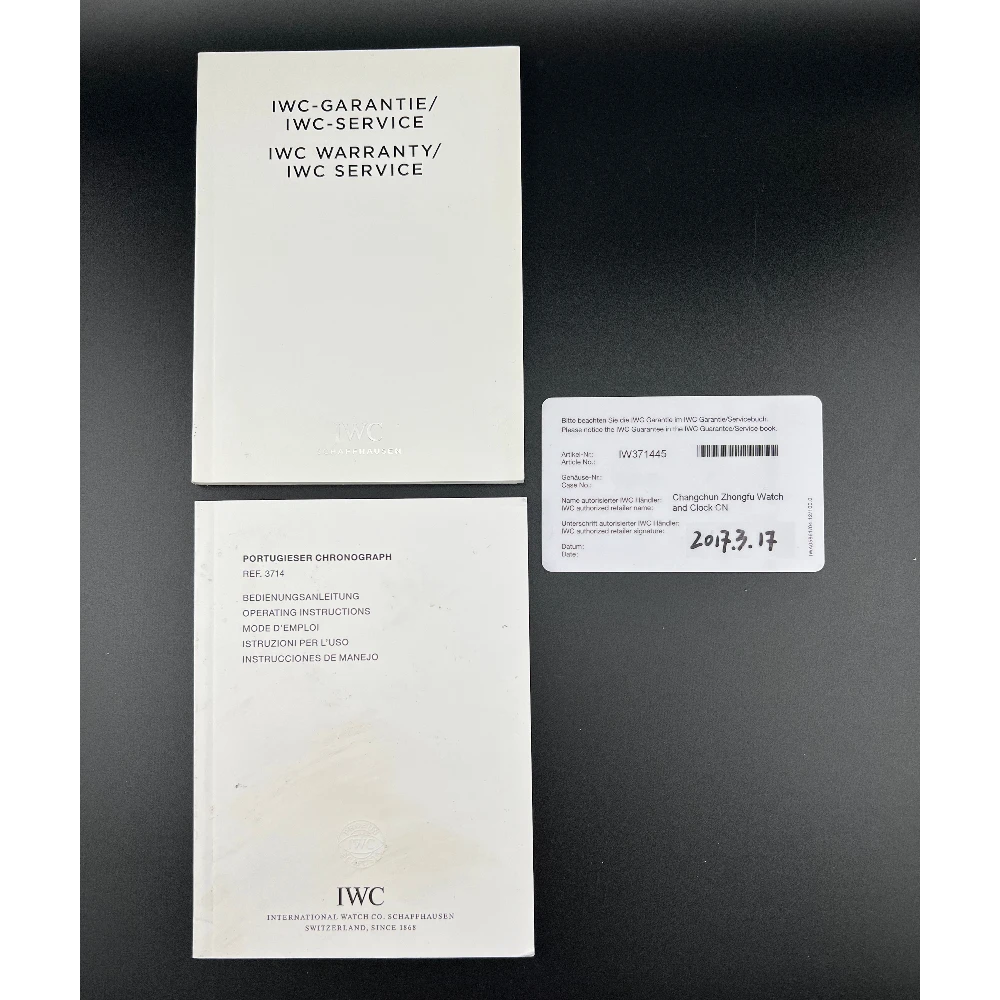 IWC-GARANTIE/
IWC-SERVICE
IWC WARRANTY/
IWC SERVICE
IWC
SCHAFFHAUSEN
PORTUGIESER CHRONOGRAPH
REF. 3714
BEDIENUNGSANLEITUNG
OPERATING INSTRUCTIONS
MODE D'EMPLOI
ISTRUZIONI PER L'USO
INSTRUCCIONES DE MANEJO
IWC
IWC
INTERNATIONAL WATCH CO. SCHAFFHAUSEN
SWITZERLAND, SINCE 1868
Bitte beachten Sie die IWC Garantie im IWC Garantie/Servicebuch.
Please notice the IWC Guarantee in the IWC Guarantee/Service book.
Artikel-Nr.: IW371445
Article No.:
Gehäuse-Nr.:
Case No.:
Name autorisierter IWC Händler: Changchun Zhongfu Watch
IWC authorized retailer name: and Clock CN
Unterschrift autorisierter IWC Händler:
IWC authorized retailer signature:
Datum: 2017.3.17
Date: